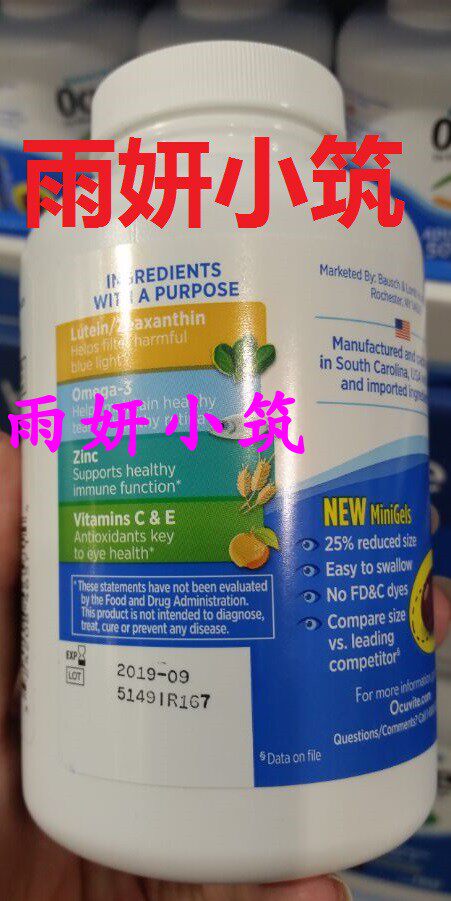 Oc
雨妍小筑
INGREDIENTS
WITH A PURPOSE
Lutein/Zeaxanthin
Helps filter harmful
blue light
Omega-3
healthy
雨妍小筑
Zinc
Supports healthy
immune function*
Vitamins C & E
Antioxidants key
to eye health*
*These statements have not been evaluated
by the Food and Drug Administration.
This product is not intended to diagnose,
treat, cure or prevent any disease.
EXP
LOT
2019-09
5149IR167
Marketed By: Bausch & Lomb
Rochester, NY
Manufactured and
in South Carolina, USA
and imported
NEW MiniGels
25% reduced size
Easy to swallow
No FD&C dyes
Compare size
vs. leading
competitor§
For more information
Ocuvite.com
Questions/Comments? Call
§Data on file